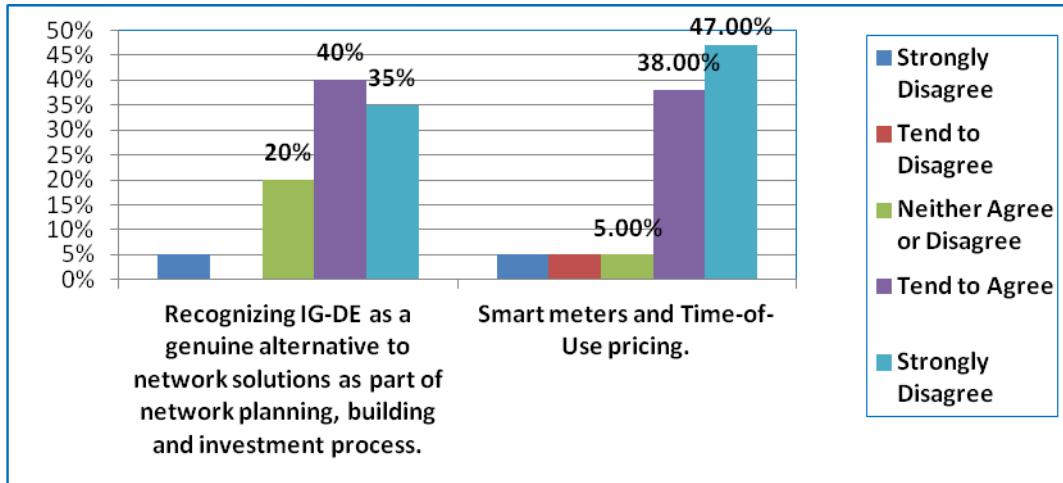 50%
45%
40%
35%
30%
25%
20%
15%
10%
5%
0%
20%
40%
35%
5.00%
38.00%
47.00%
Recognizing IG-DE as a
genuine alternative to
network solutions as part of
network planning, building
and investment process.
Smart meters and Time-of-
Use pricing.
Strongly
Disagree
Tend to
Disagree
Neither Agree
or Disagree
Tend to Agree
Strongly
Disagree